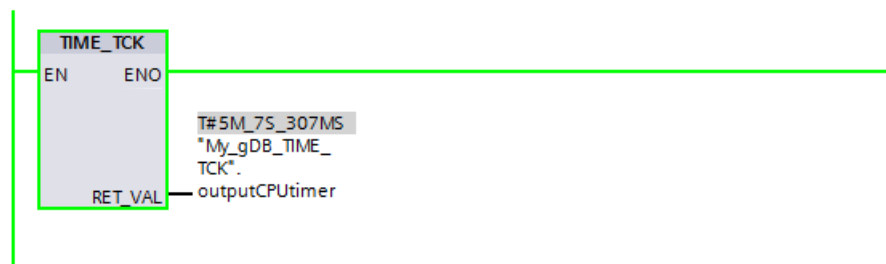 TIME_TCK
EN ENO
T#5M_7S_307MS
"My_gDB_TIME_
TCK".
RET_VAL outputCPUtimer